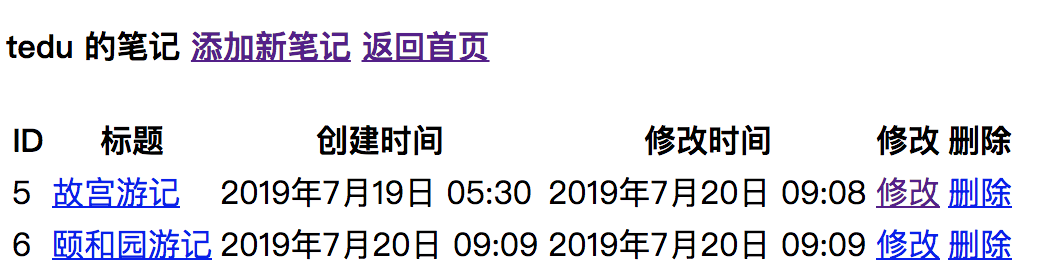 tedu 的笔记 添加新笔记 返回首页
ID 标题 创建时间 修改时间 修改 删除
5 故宫游记 2019年7月19日 05:30 2019年7月20日 09:08 修改 删除
6 颐和园游记 2019年7月20日 09:09 2019年7月20日 09:09 修改 删除